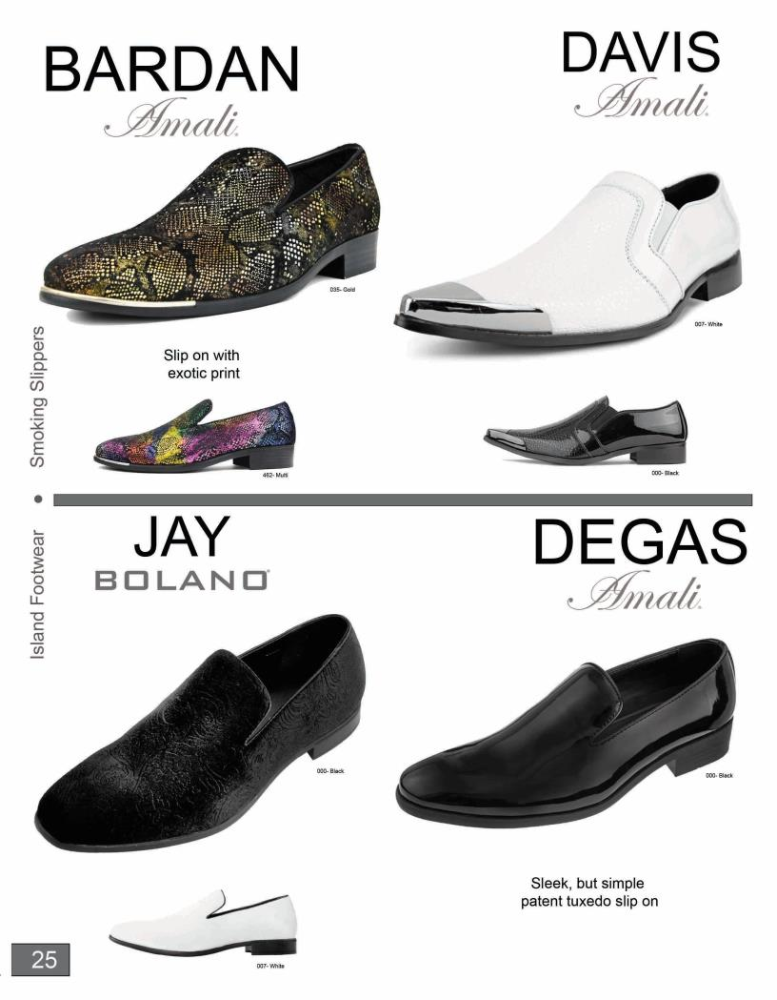 BARDAN
Amali®
035- Gold
Slip on with
exotic print
462- Multi
DAVIS
Amali®
007- White
000- Black
Smoking Slippers
•
Island Footwear
JAY
BOLANO®
000- Black
007- White
DEGAS
Amali®
000- Black
Sleek, but simple
patent tuxedo slip on
25